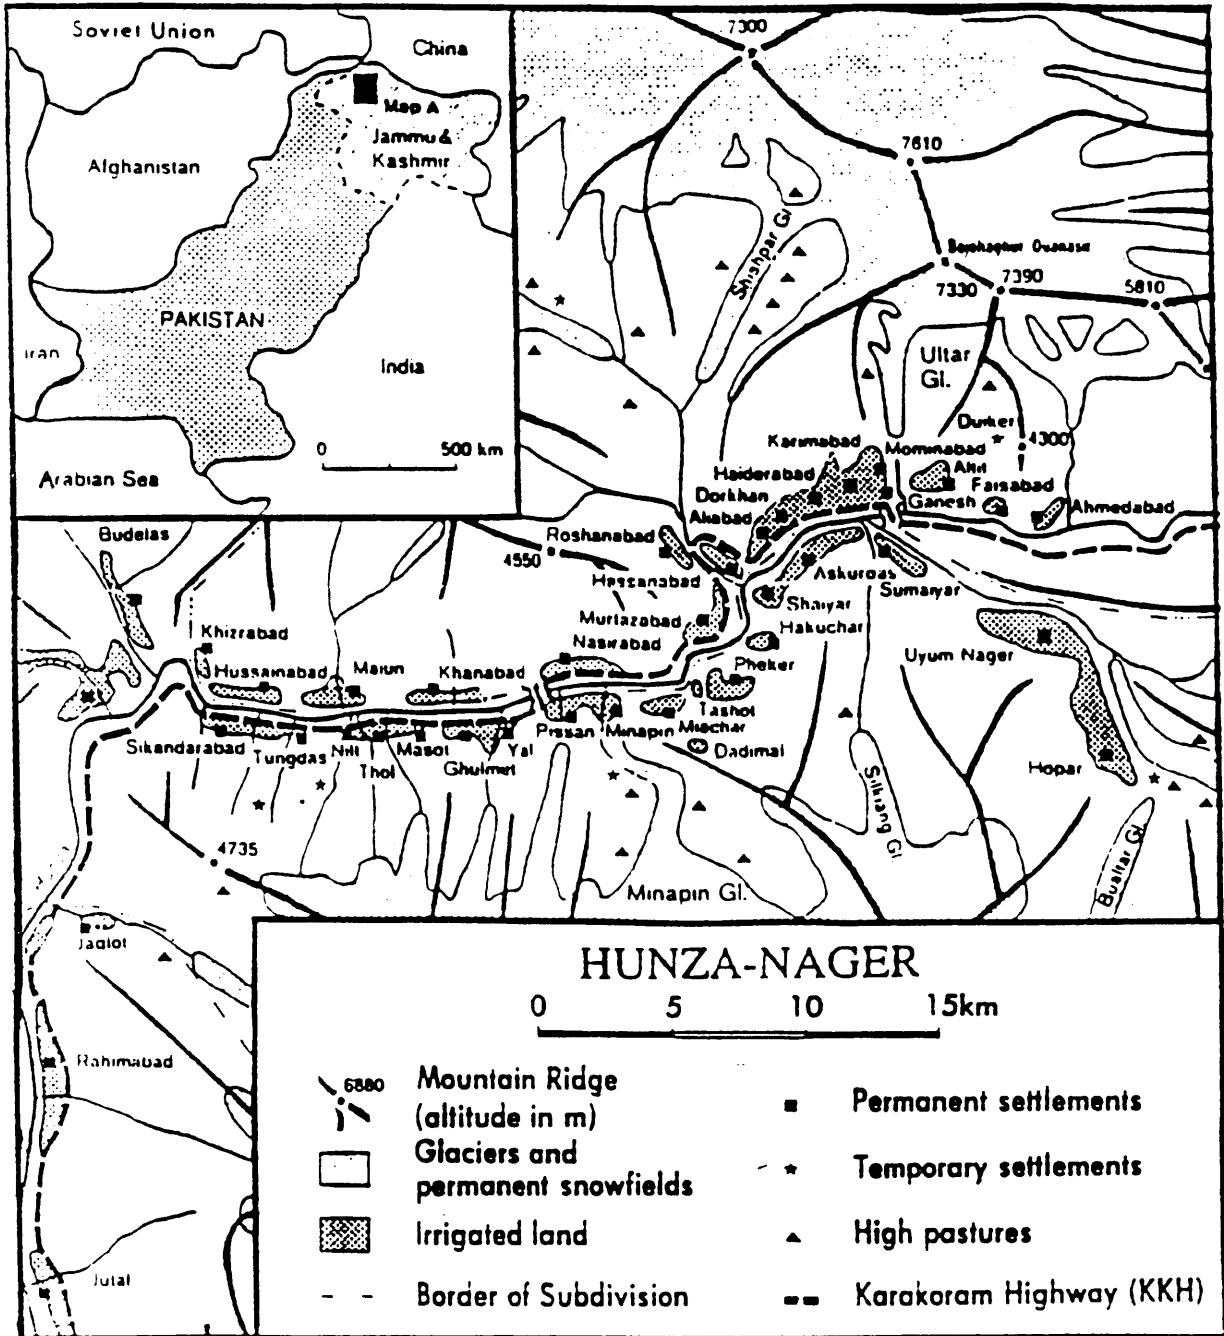 Soviet Union
China
Map A
Jammu &
Kashmir
Afghanistan
PAKISTAN
Iran
India
0 500 km
Arabian Sea
7300
7610
Shishpar Gl
7330
7390
5810
Ultar
Gl.
Durker
4300
Karimabad
Mominabad
Haiderabad
Altit
Faisabad
Dorkhan
Ganesh
Ahmedabad
Aliabad
Budelas
Roshanabad
4550
Hassanabad
Askurdas
Sumaiyar
Shaiyar
Murtazabad
Hakuchar
Khizrabad
Nasirabad
Uyum Nager
Hussainabad
Maiun
Khanabad
Pheker
Tashot
Sikandarabad
Tungdas
Nilt
Thol
Masot
Ghulmet
Yal
Pissan
Minapin
Miachar
Dadimal
Hopar
Silkiang Gl.
Bualtar Gl.
4735
Minapin Gl.
Jaglot
Rahimabad
Jutal
HUNZA-NAGER
0 5 10 15km
6880
Mountain Ridge
(altitude in m)
Glaciers and
permanent snowfields
Irrigated land
Border of Subdivision
Permanent settlements
Temporary settlements
High pastures
Karakoram Highway (KKH)